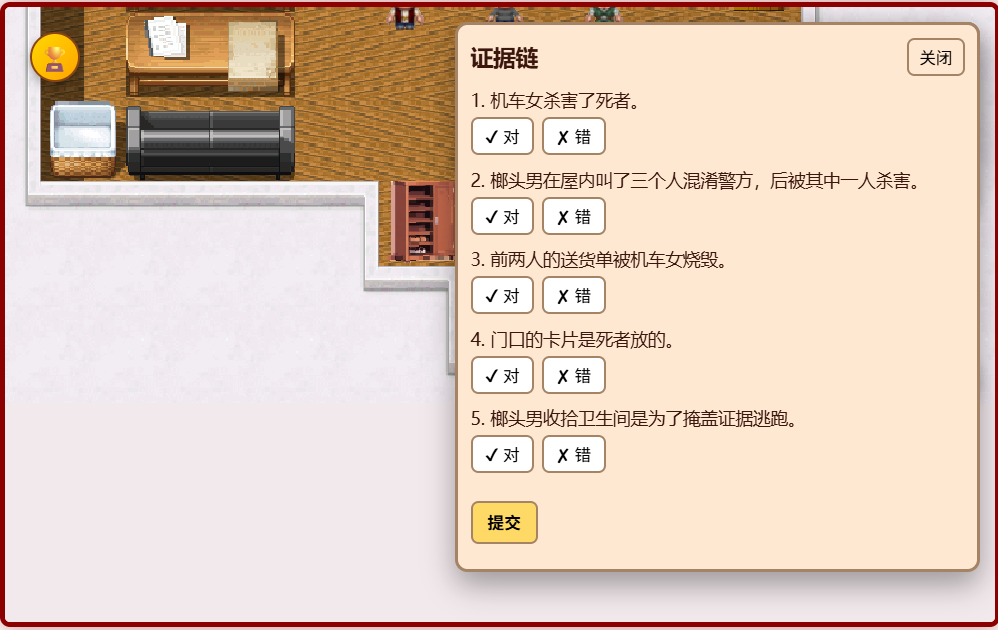 证据链
关闭
1. 机车女杀害了死者。
✓ 对 ✗ 错
2. 榔头男在屋内叫了三个人混淆警方，后被其中一人杀害。
✓ 对 ✗ 错
3. 前两人的送货单被机车女烧毁。
✓ 对 ✗ 错
4. 门口的卡片是死者放的。
✓ 对 ✗ 错
5. 榔头男收拾卫生间是为了掩盖证据逃跑。
✓ 对 ✗ 错
提交